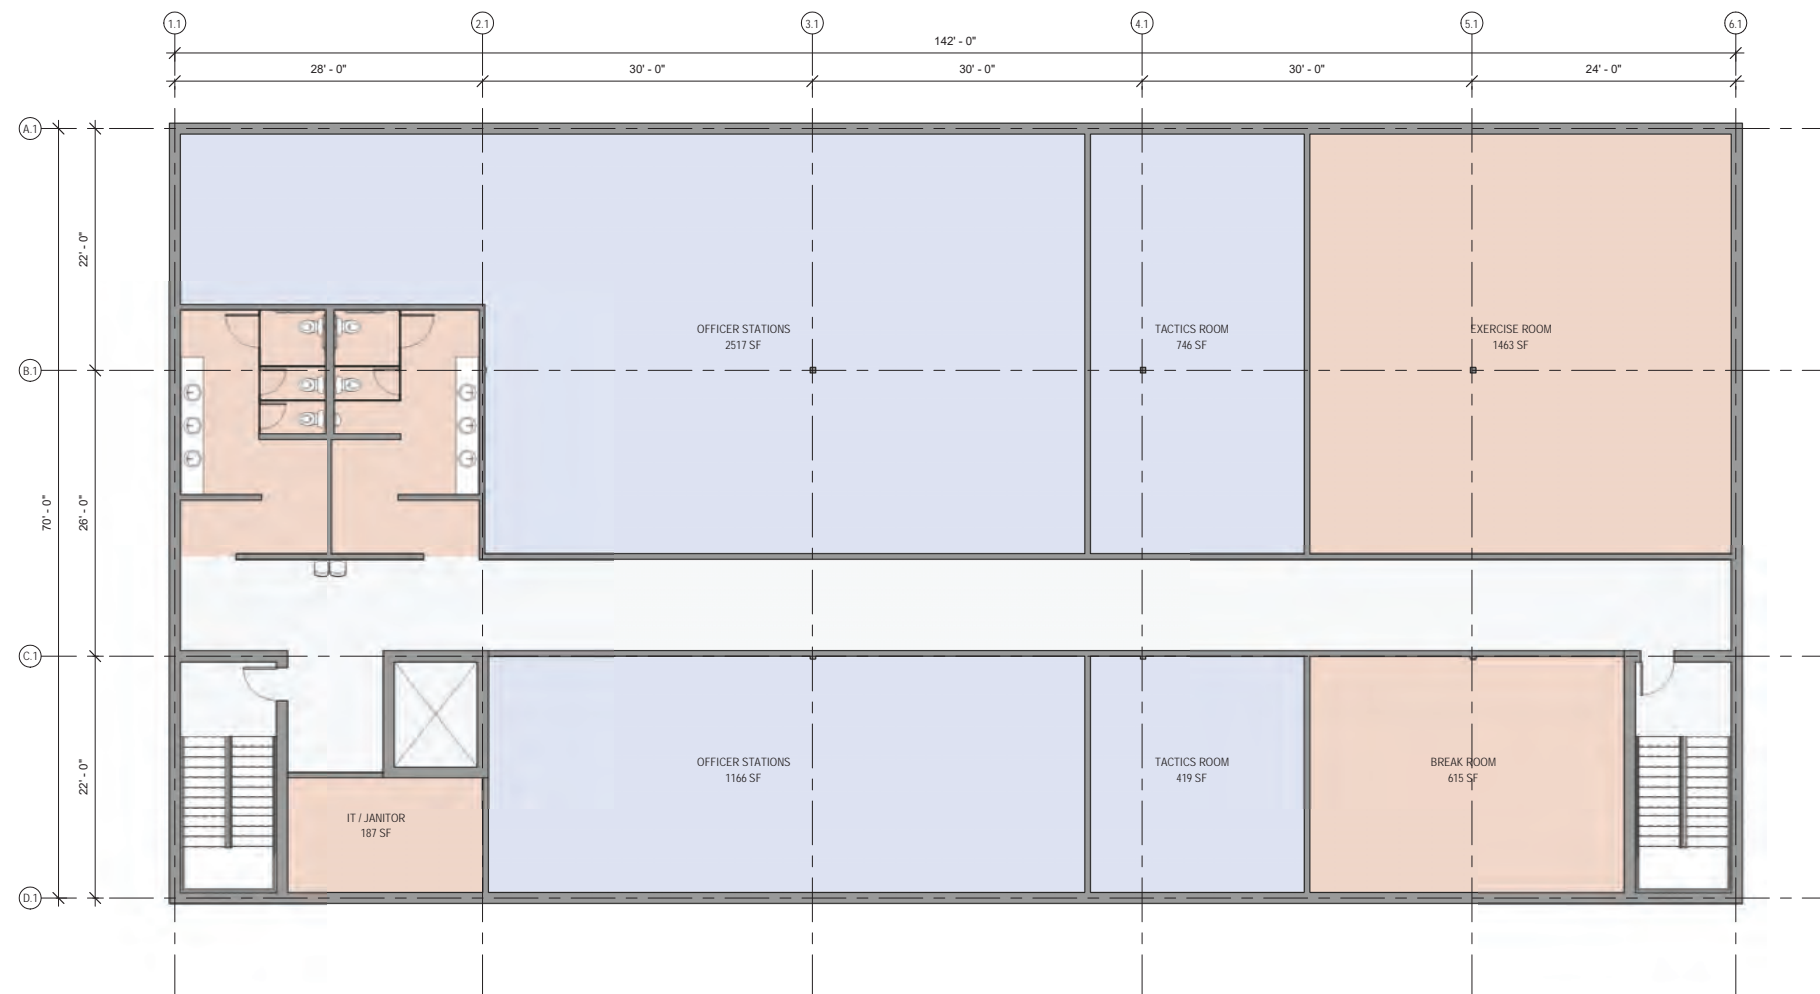 1.1 2.1 3.1 4.1 5.1 6.1
142' - 0"
28' - 0" 30' - 0" 30' - 0" 30' - 0" 24' - 0"
A.1
22' - 0"
OFFICER STATIONS
2517 SF
TACTICS ROOM
746 SF
EXERCISE ROOM
1463 SF
B.1
70' - 0"
26' - 0"
C.1
22' - 0"
OFFICER STATIONS
1166 SF
TACTICS ROOM
419 SF
BREAK ROOM
615 SF
IT / JANITOR
187 SF
D.1